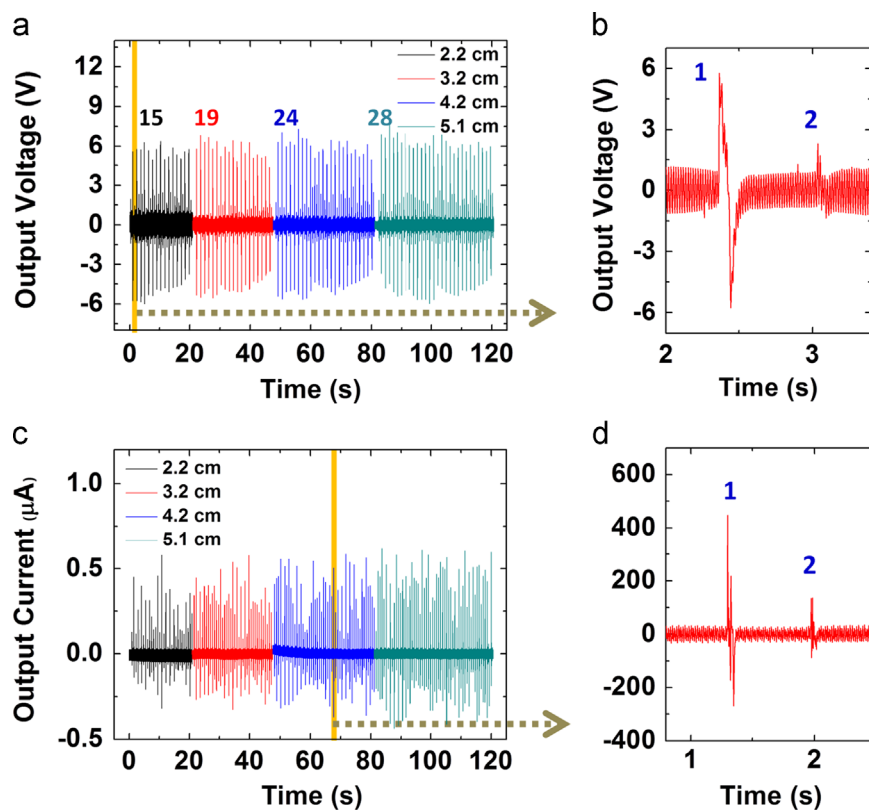 a
Output Voltage (V)
12
9
6
3
0
-3
-6
15
19
24
28
2.2 cm
3.2 cm
4.2 cm
5.1 cm
0 20 40 60 80 100 120
Time (s)
b
Output Voltage (V)
6
3
0
-3
-6
1
2
2 3
Time (s)
c
Output Current (μA)
1.0
0.5
0.0
-0.5
2.2 cm
3.2 cm
4.2 cm
5.1 cm
0 20 40 60 80 100 120
Time (s)
d
600
400
200
0
-200
-400
1
2
1 2
Time (s)